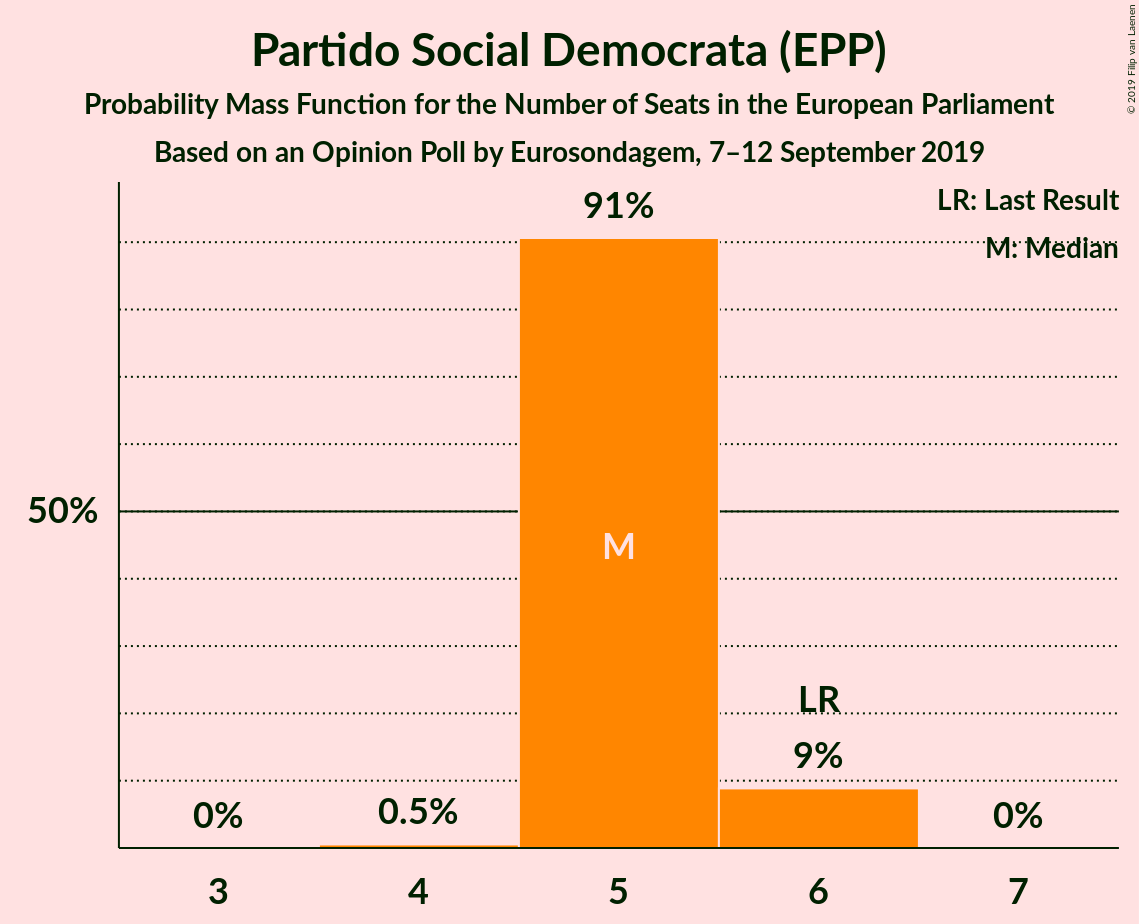 Partido Social Democrata (EPP)
Probability Mass Function for the Number of Seats in the European Parliament
Based on an Opinion Poll by Eurosondagem, 7–12 September 2019
© 2019 Filip van Laenen
LR: Last Result
M: Median
91%
50%
M
LR
9%
0%
0.5%
0%
3
4
5
6
7